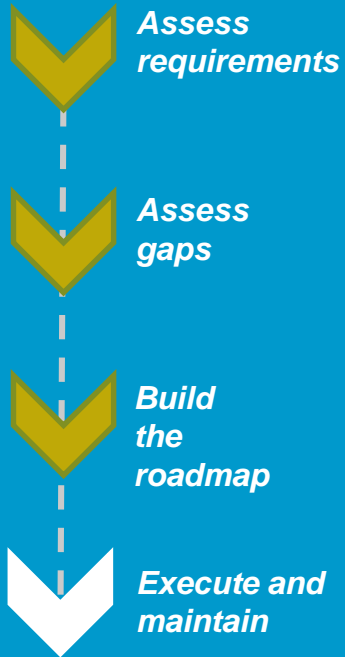 Assess
requirements
Assess
gaps
Build
the
roadmap
Execute and
maintain